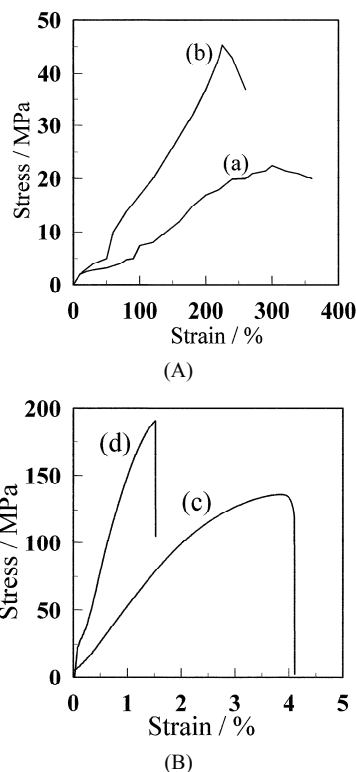 50
40
30
20
10
0
Stress / MPa
(b)
(a)
0 100 200 300 400
Strain / %
(A)
200
150
100
50
0
Stress / MPa
(d)
(c)
0 1 2 3 4 5
Strain / %
(B)